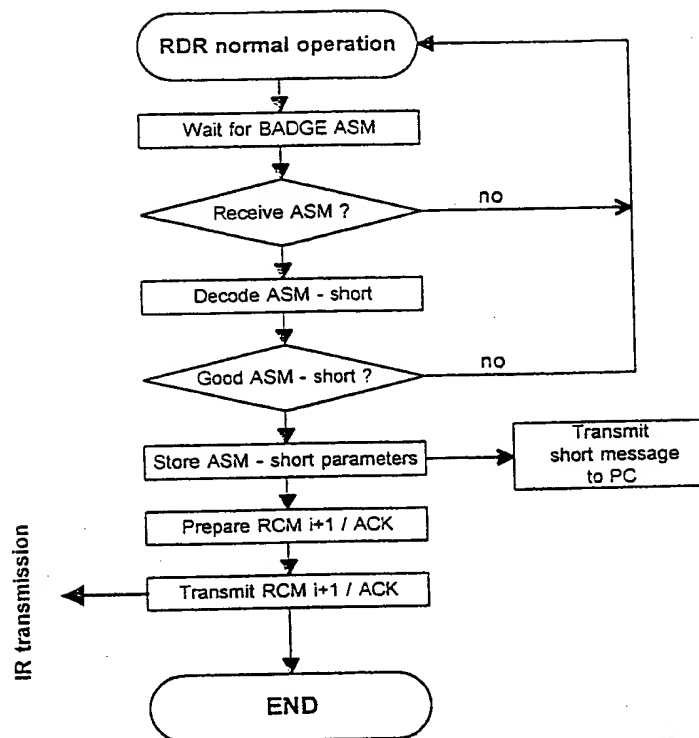 RDR normal operation
Wait for BADGE ASM
Receive ASM ?
no
Decode ASM - short
Good ASM - short ?
no
Store ASM - short parameters
Transmit
short message
to PC
Prepare RCM i+1 / ACK
Transmit RCM i+1 / ACK
IR transmission
END